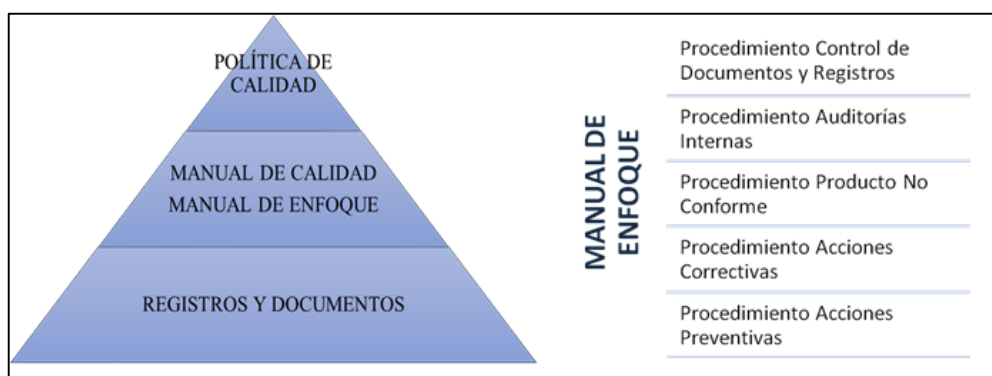 POLÍTICA DE
CALIDAD
MANUAL DE CALIDAD
MANUAL DE ENFOQUE
REGISTROS Y DOCUMENTOS
MANUAL DE
ENFOQUE
Procedimiento Control de
Documentos y Registros
Procedimiento Auditorías
Internas
Procedimiento Producto No
Conforme
Procedimiento Acciones
Correctivas
Procedimiento Acciones
Preventivas